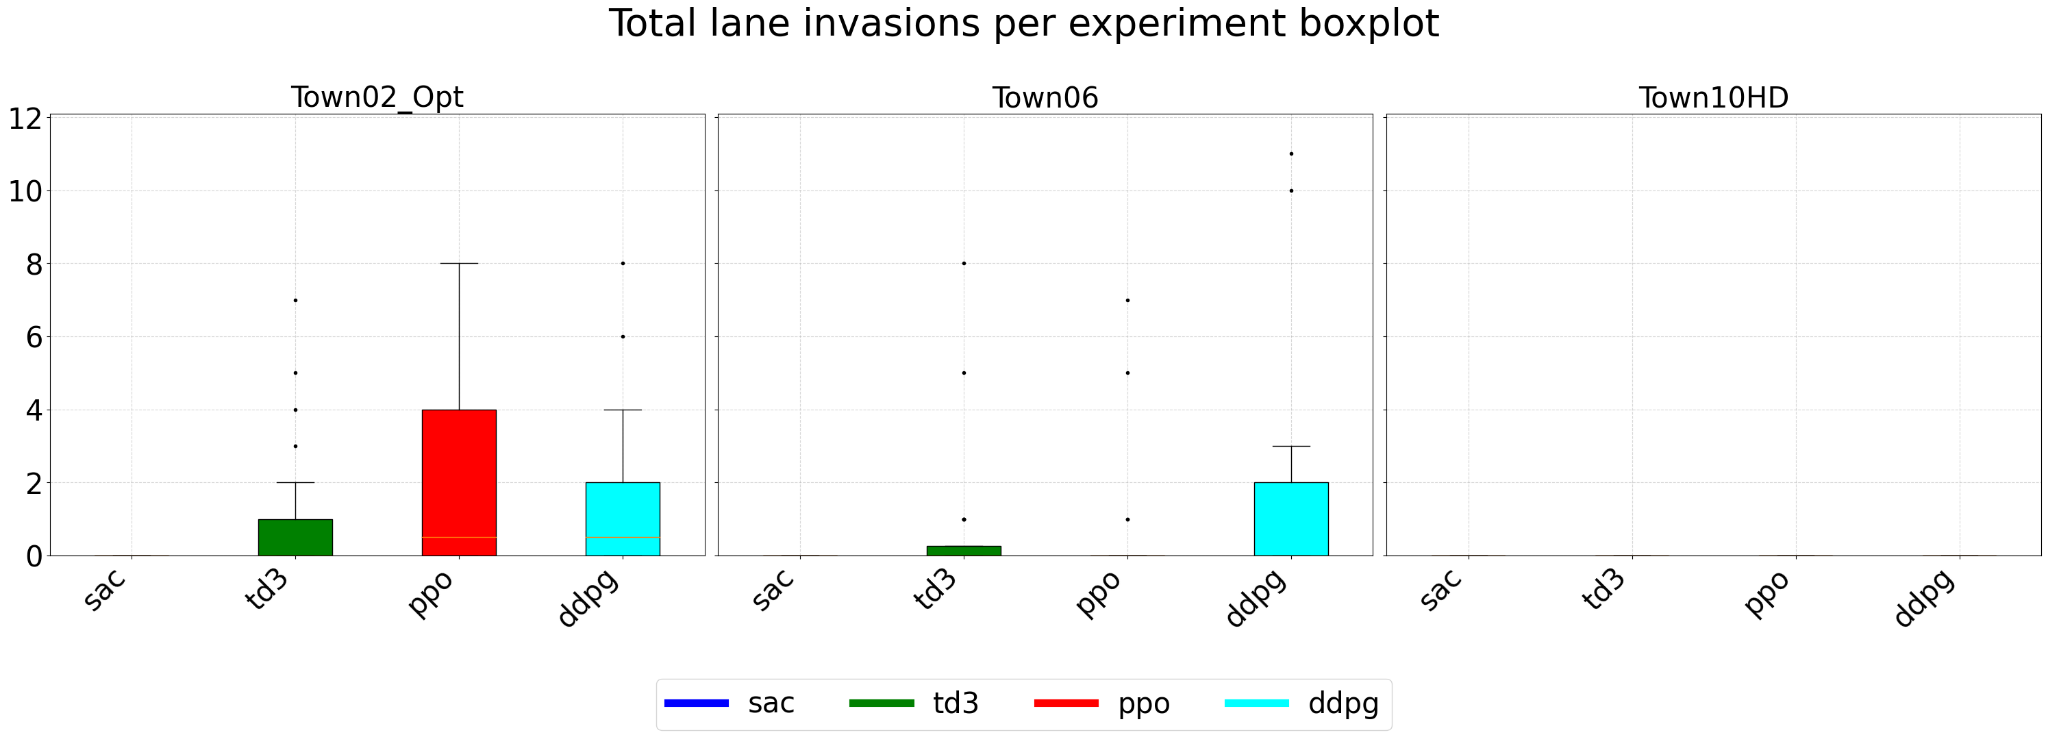 Total lane invasions per experiment boxplot
Town02_Opt Town06 Town10HD
12
10
8
6
4
2
0
sac td3 ppo ddpg sac td3 ppo ddpg sac td3 ppo ddpg
sac td3 ppo ddpg